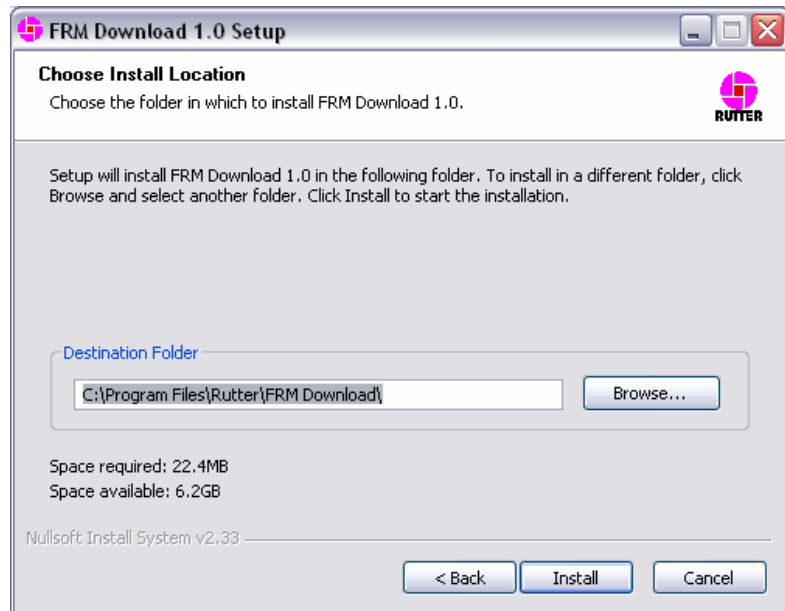 FRM Download 1.0 Setup
Choose Install Location
Choose the folder in which to install FRM Download 1.0.
RUTTER
Setup will install FRM Download 1.0 in the following folder. To install in a different folder, click
Browse and select another folder. Click Install to start the installation.
Destination Folder
C:\Program Files\Rutter\FRM Download\
Browse...
Space required: 22.4MB
Space available: 6.2GB
Nullsoft Install System v2.33
< Back
Install
Cancel